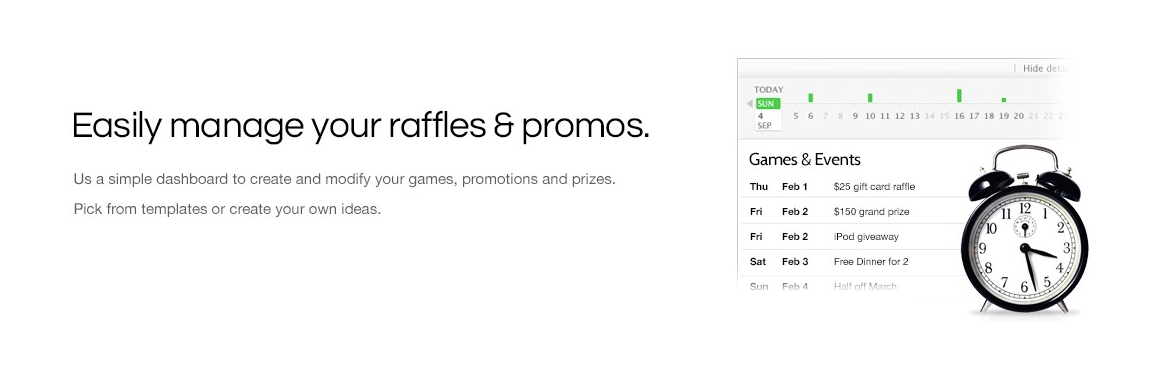 Easily manage your raffles & promos.
Us a simple dashboard to create and modify your games, promotions and prizes.
Pick from templates or create your own ideas.
Hide detai
TODAY
SUN
4
SEP
5 6 7 8 9 10 11 12 13 14 15 16 17 18 19 20 21 22 23
Games & Events
Thu Feb 1 $25 gift card raffle
Fri Feb 2 $150 grand prize
Fri Feb 2 iPod giveaway
Sat Feb 3 Free Dinner for 2
Sun Feb 4 Half off March
12 1 2 3 4 5 6 7 8 9 10 11